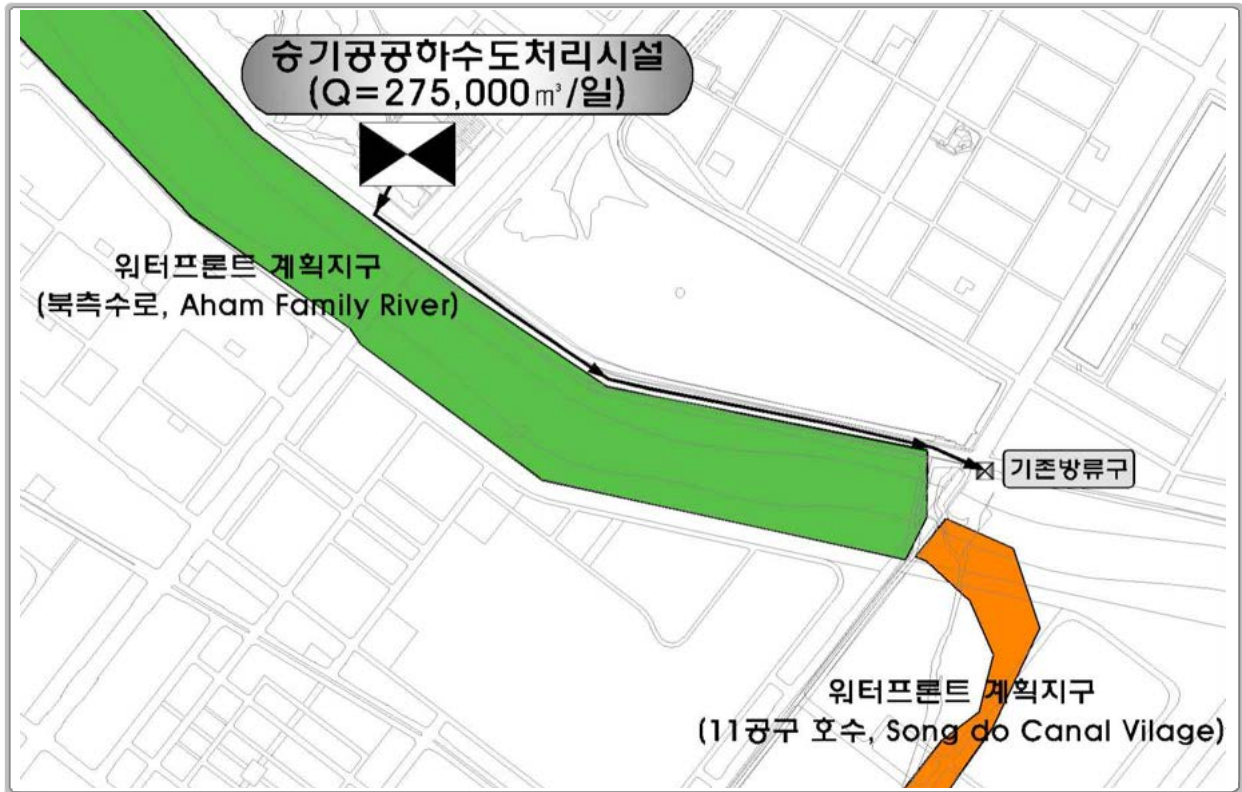 승기공공하수도처리시설
(Q=275,000㎥/일)
워터프론트 계획지구
(북측수로, Aham Family River)
기존방류구
워터프론트 계획지구
(11공구 호수, Song do Canal Vilage)